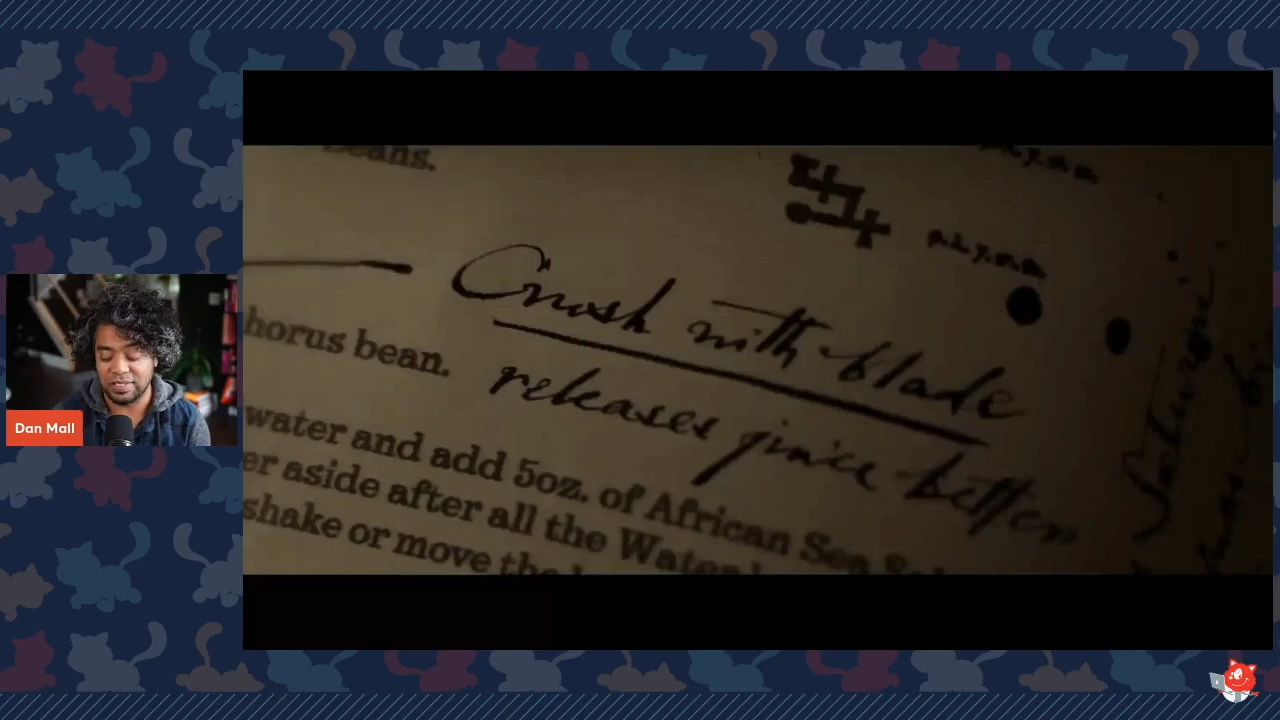 beans.
Crush with blade
releases juice better
horus bean.
water and add 5oz. of African Sea
er aside after all the Water
shake or move the
Dan Mall